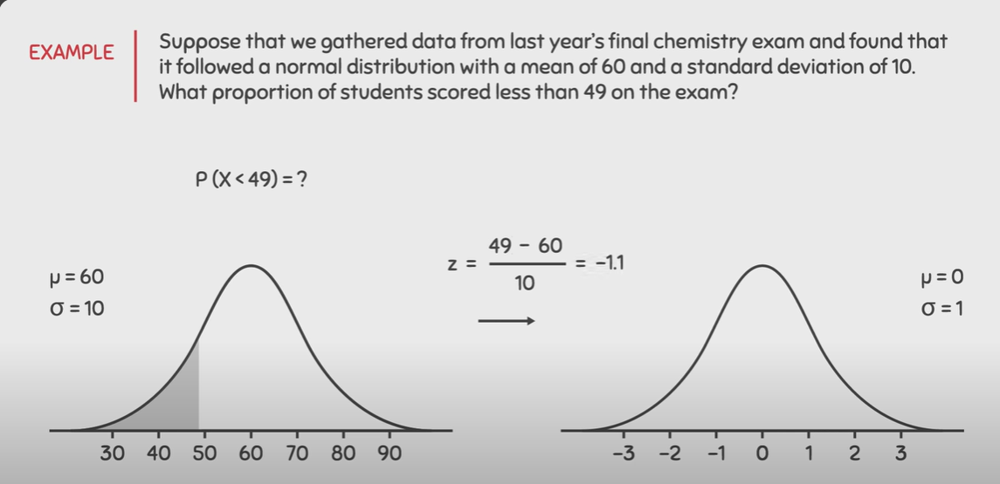 EXAMPLE
Suppose that we gathered data from last year's final chemistry exam and found that
it followed a normal distribution with a mean of 60 and a standard deviation of 10.
What proportion of students scored less than 49 on the exam?
P (X < 49) = ?
μ = 60
σ = 10
z = 49 − 60 / 10 = −1.1
μ = 0
σ = 1
30 40 50 60 70 80 90
−3 −2 −1 0 1 2 3